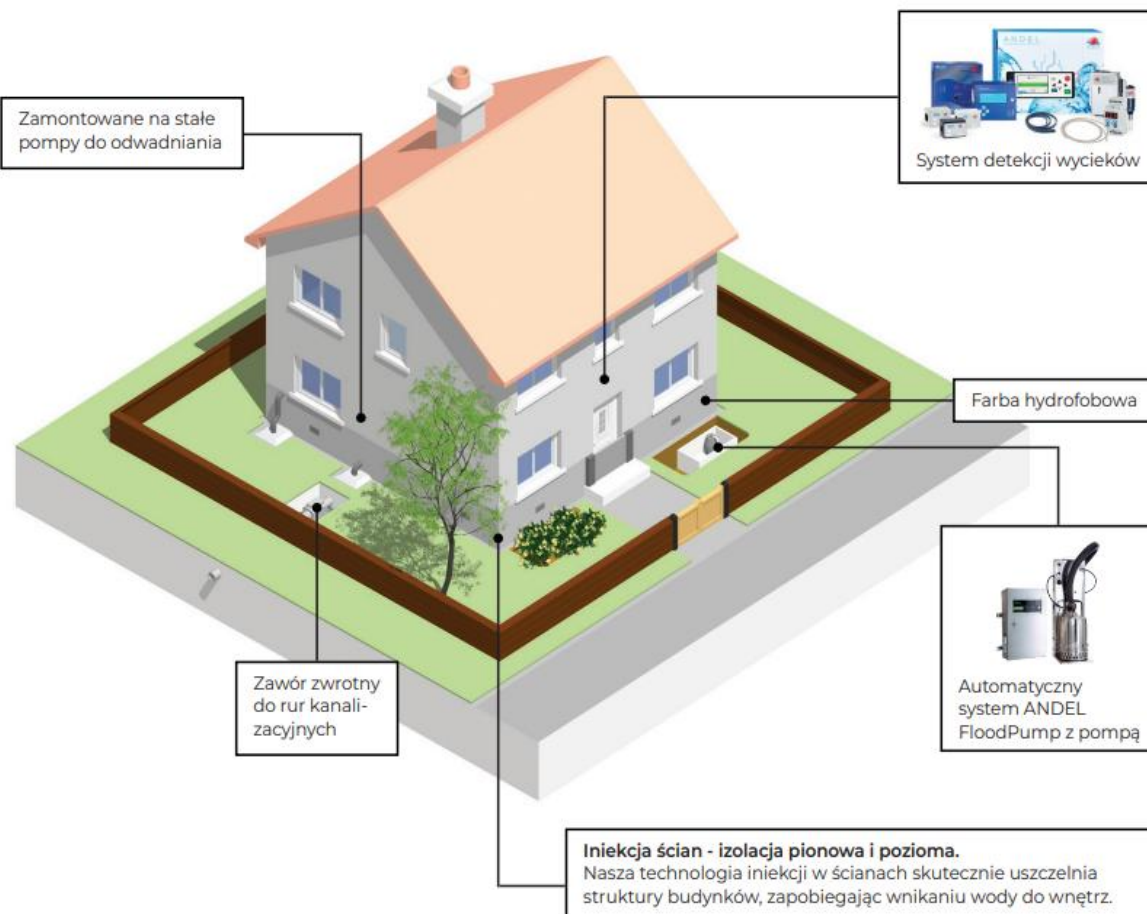 ANDEL
System detekcji wycieków
Zamontowane na stałe
pompy do odwadniania
Farba hydrofobowa
Automatyczny
system ANDEL
FloodPump z pompą
Zawór zwrotny
do rur kanali-
zacyjnych
Iniekcja ścian - izolacja pionowa i pozioma.
Nasza technologia iniekcji w ścianach skutecznie uszczelnia
struktury budynków, zapobiegając wnikaniu wody do wnętrz.